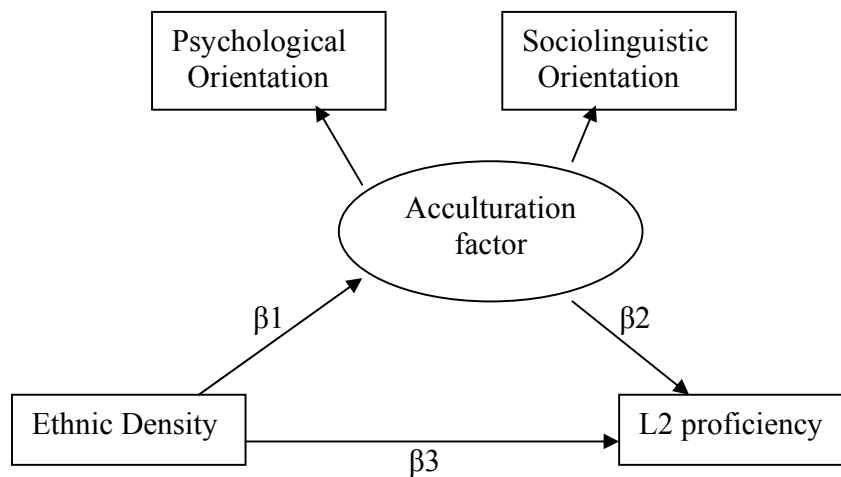 Psychological
Orientation
Sociolinguistic
Orientation
Acculturation
factor
β1
β2
Ethnic Density
L2 proficiency
β3